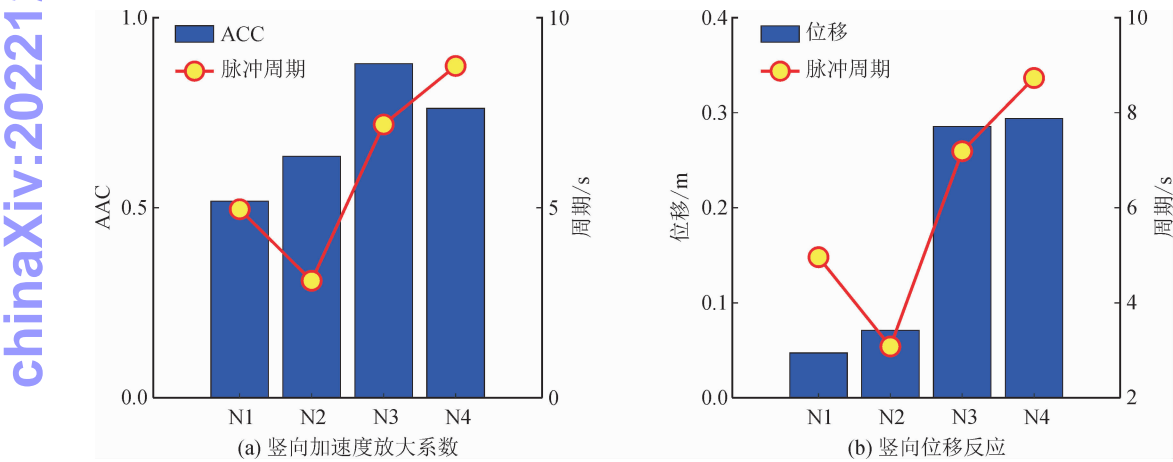 chinaXiv:20221
1.0
0.5
0.0
AAC
ACC
脉冲周期
10
5
0
周期/s
N1 N2 N3 N4
(a) 竖向加速度放大系数
0.4
0.3
0.2
0.1
0.0
位移/m
位移
脉冲周期
10
8
6
4
2
周期/s
N1 N2 N3 N4
(b) 竖向位移反应